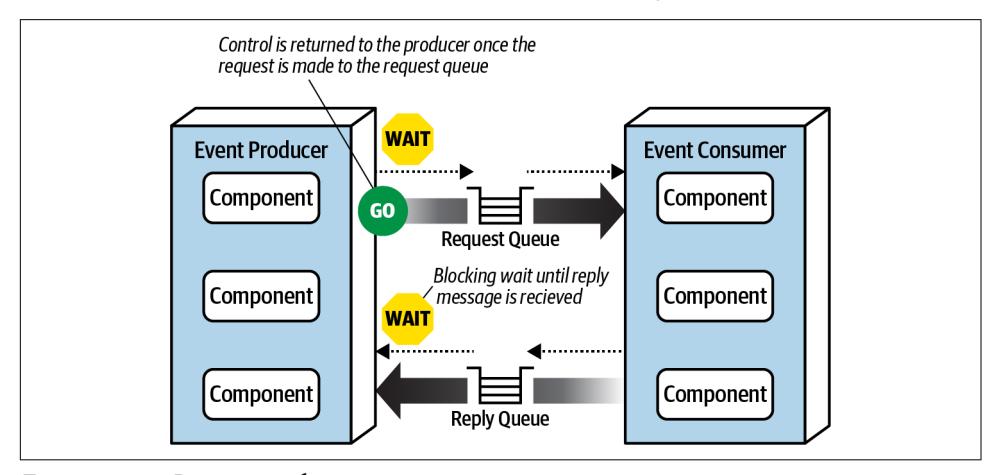 Control is returned to the producer once the
request is made to the request queue
WAIT
Event Producer
Event Consumer
Component
GO
Component
Request Queue
Blocking wait until reply
message is recieved
Component
Component
WAIT
Component
Component
Reply Queue